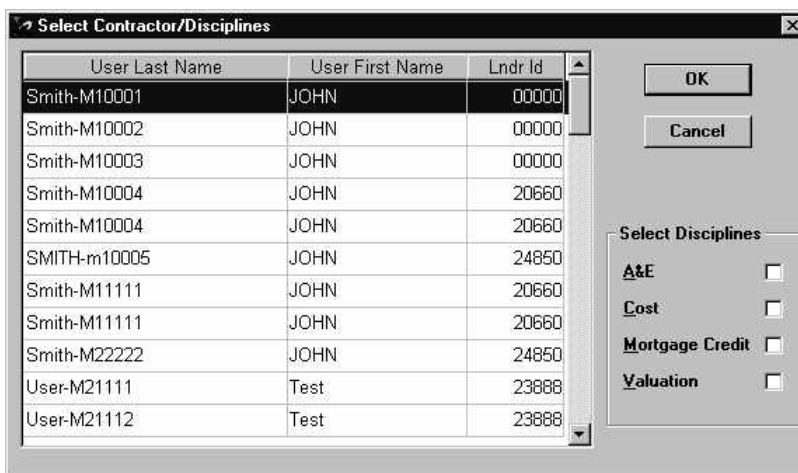 Select Contractor/Disciplines
User Last Name User First Name Lndr Id
Smith-M10001 JOHN 00000
Smith-M10002 JOHN 00000
Smith-M10003 JOHN 00000
Smith-M10004 JOHN 20660
Smith-M10004 JOHN 20660
SMITH-m10005 JOHN 24850
Smith-M11111 JOHN 20660
Smith-M11111 JOHN 20660
Smith-M22222 JOHN 24850
User-M21111 Test 23888
User-M21112 Test 23888
OK
Cancel
Select Disciplines
A&E
Cost
Mortgage Credit
Valuation